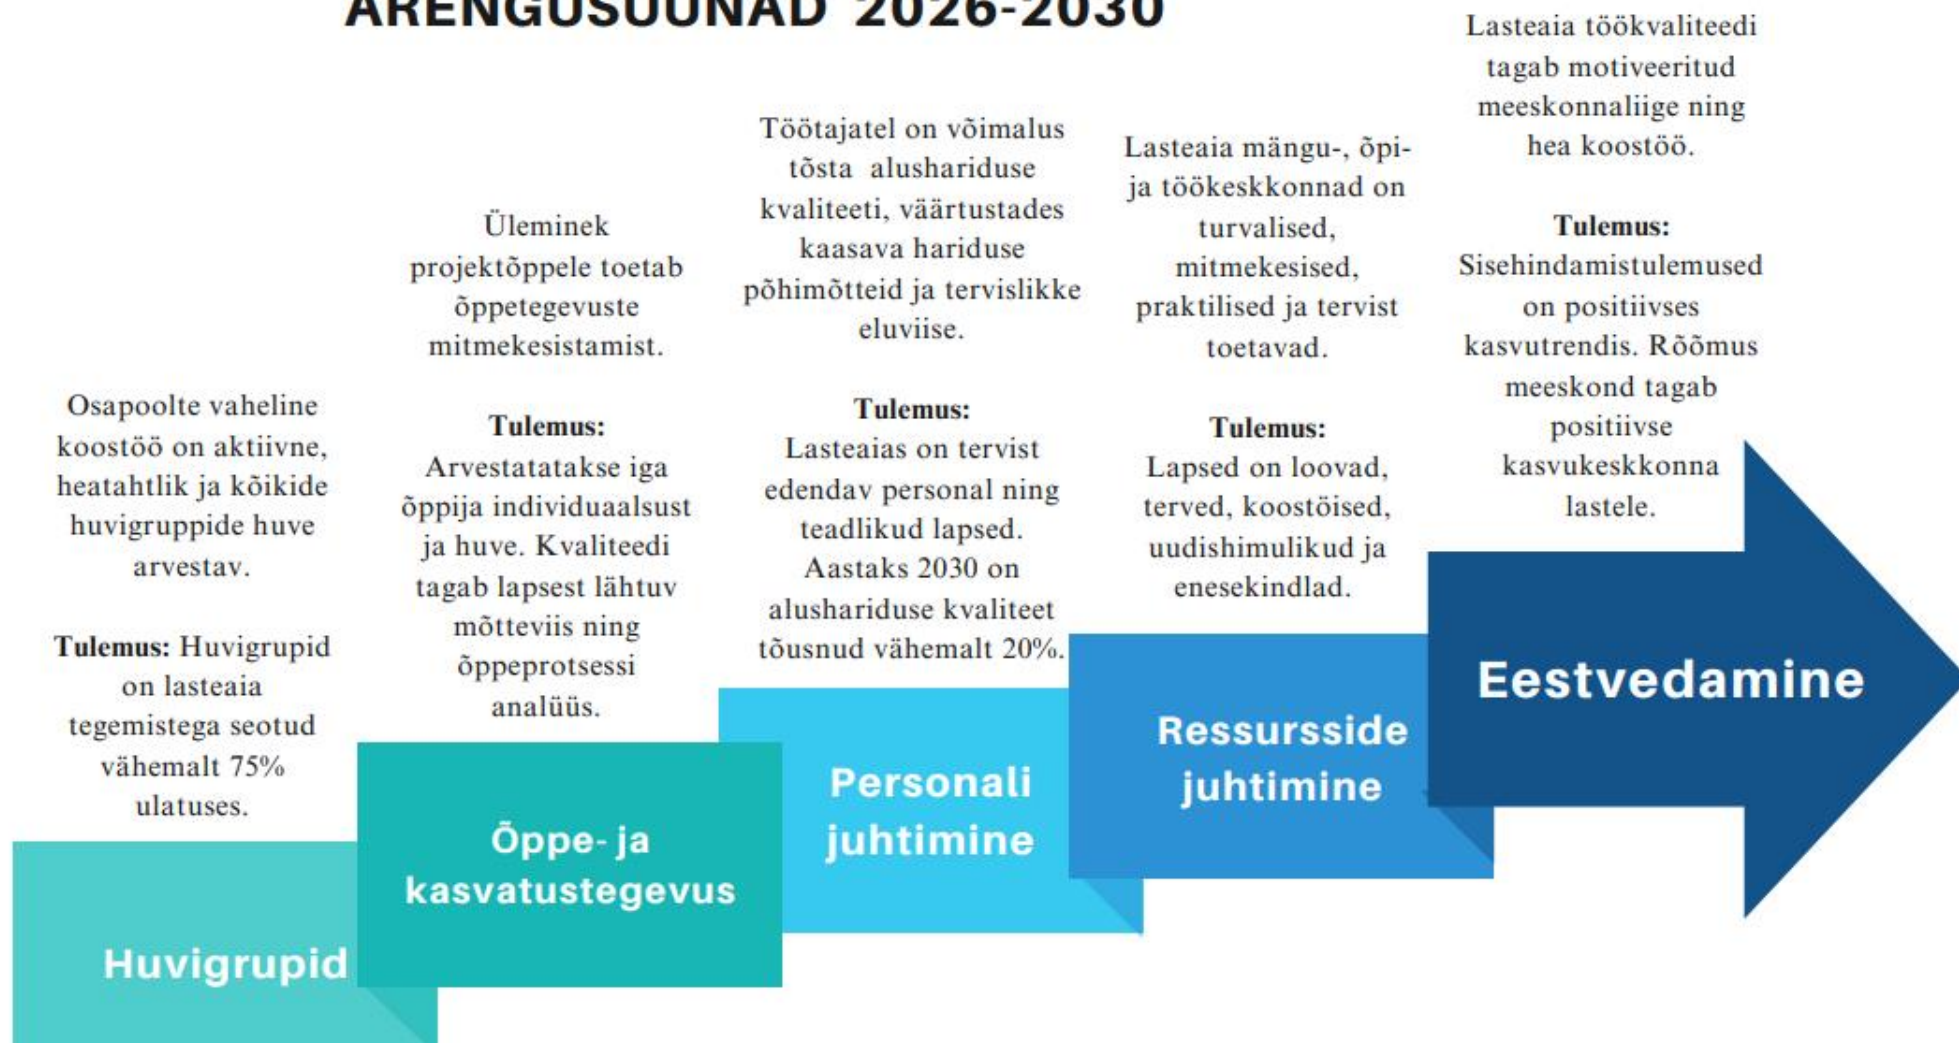 ARENGUSUUNAD 2026-2030
Osapoolte vaheline
koostöö on aktiivne,
heatahtlik ja kõikide
huvigruppide huve
arvestav.
Tulemus: Huvigrupid
on lasteaia
tegemistega seotud
vähemalt 75%
ulatuses.
Huvigrupid
Üleminek
projektõppele toetab
õppetegevuste
mitmekesistamist.
Tulemus:
Arvestatatakse iga
õppija individuaalsust
ja huve. Kvaliteedi
tagab lapsest lähtuv
mõtteviis ning
õppeprotsessi
analüüs.
Õppe- ja
kasvatustegevus
Töötajatel on võimalus
tõsta alushariduse
kvaliteeti, väärtustades
kaasava hariduse
põhimõtteid ja tervislikke
eluviise.
Tulemus:
Lasteaias on tervist
edendav personal ning
teadlikud lapsed.
Aastaks 2030 on
alushariduse kvaliteet
tõusnud vähemalt 20%.
Personali
juhtimine
Lasteaia mängu-, õpi-
ja töökeskkonnad on
turvalised,
mitmekesised,
praktilised ja tervist
toetavad.
Tulemus:
Lapsed on loovad,
terved, koostöised,
uudishimulikud ja
enesekindlad.
Ressursside
juhtimine
Lasteaia töökvaliteedi
tagab motiveeritud
meeskonnaliige ning
hea koostöö.
Tulemus:
Sisehindamistulemused
on positiivses
kasvutrendis. Rõõmus
meeskond tagab
positiivse
kasvukeskkonna
lastele.
Eestvedamine